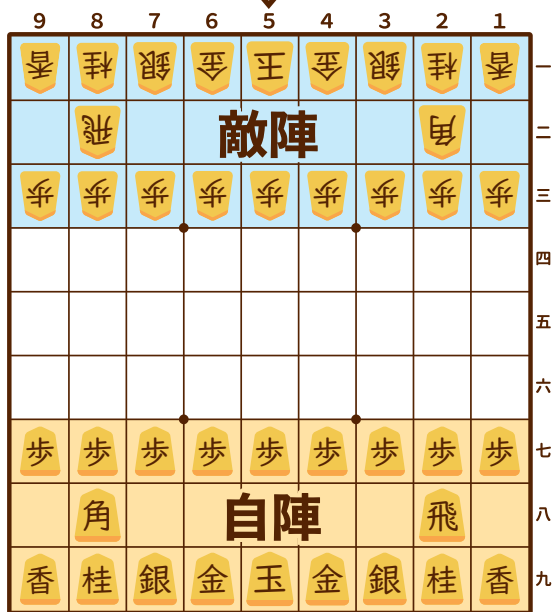 9 8 7 6 5 4 3 2 1
香 桂 銀 金 玉 金 銀 桂 香 一
飛 敵陣 角 二
歩 歩 歩 歩 歩 歩 歩 歩 歩 三
四
五
六
歩 歩 歩 歩 歩 歩 歩 歩 歩 七
角 自陣 飛 八
香 桂 銀 金 玉 金 銀 桂 香 九